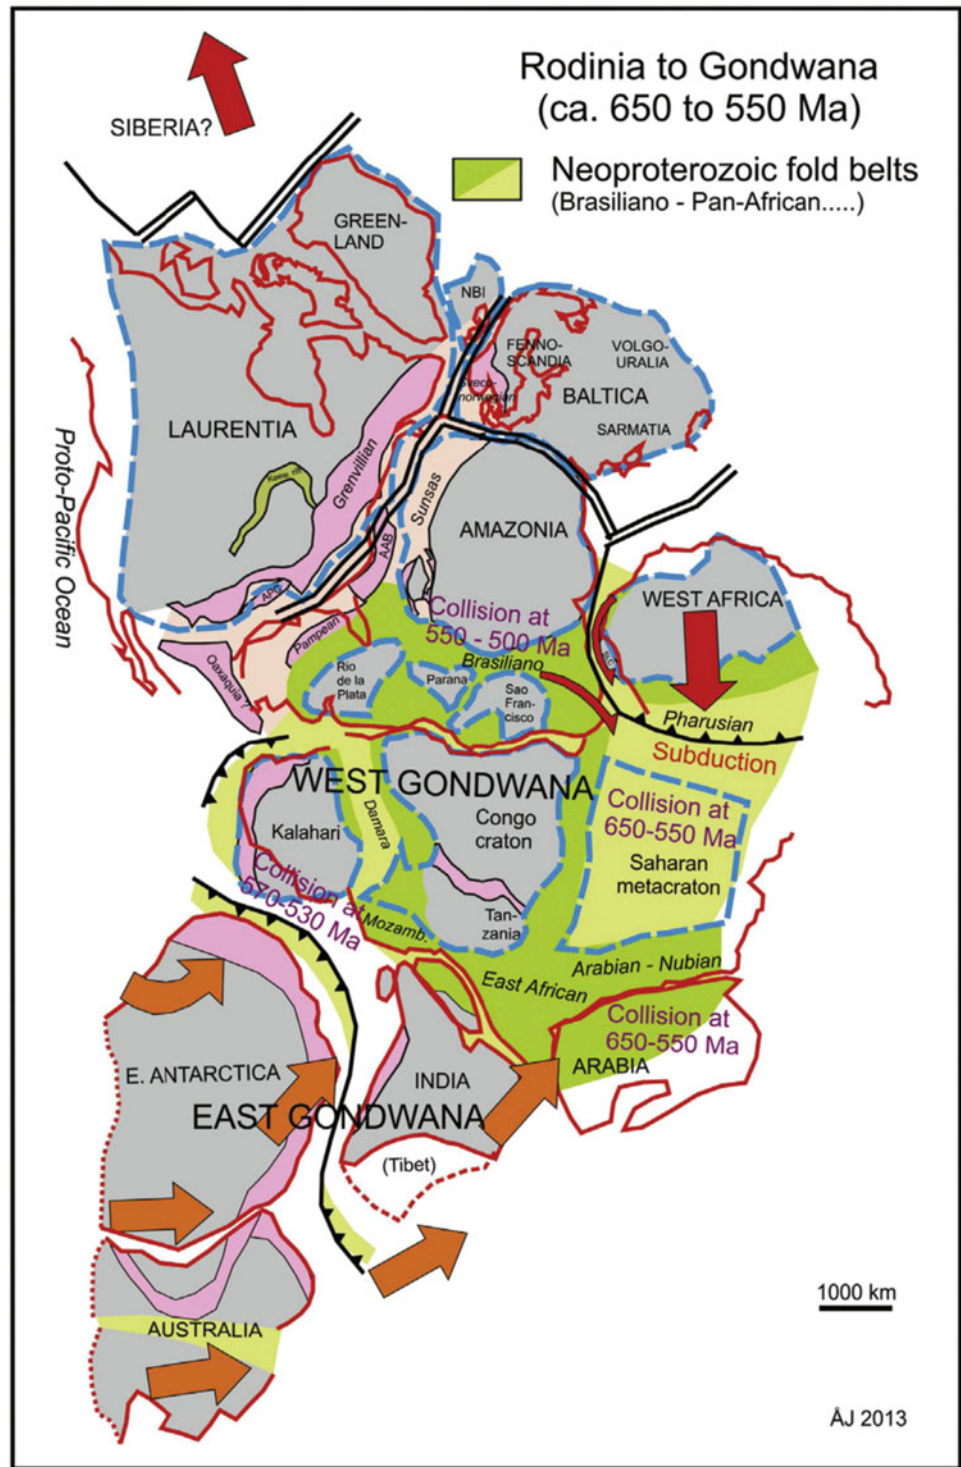 Rodinia to Gondwana
(ca. 650 to 550 Ma)
SIBERIA?
Neoproterozoic fold belts
(Brasiliano - Pan-African.....)
GREEN-
LAND
NBI
FENNO-
SCANDIA
VOLGO-
URALIA
Sveco-
norwegian
BALTICA
SARMATIA
LAURENTIA
Proto-Pacific Ocean
Grenvillian
Sunsas
AMAZONIA
AAB
APC
WEST AFRICA
Collision at
550 - 500 Ma
Pampean
Brasiliano
Oaxaquia ?
Rio
de la
Plata
Parana
Sao
Fran-
cisco
Pharusian
Subduction
WEST GONDWANA
Collision at
650-550 Ma
Kalahari
Damara
Congo
craton
Saharan
metacraton
Collision at
570-530 Ma
Mozamb.
Tan-
zania
Arabian - Nubian
East African
Collision at
650-550 Ma
ARABIA
E. ANTARCTICA
INDIA
EAST GONDWANA
(Tibet)
1000 km
AUSTRALIA
ÅJ 2013